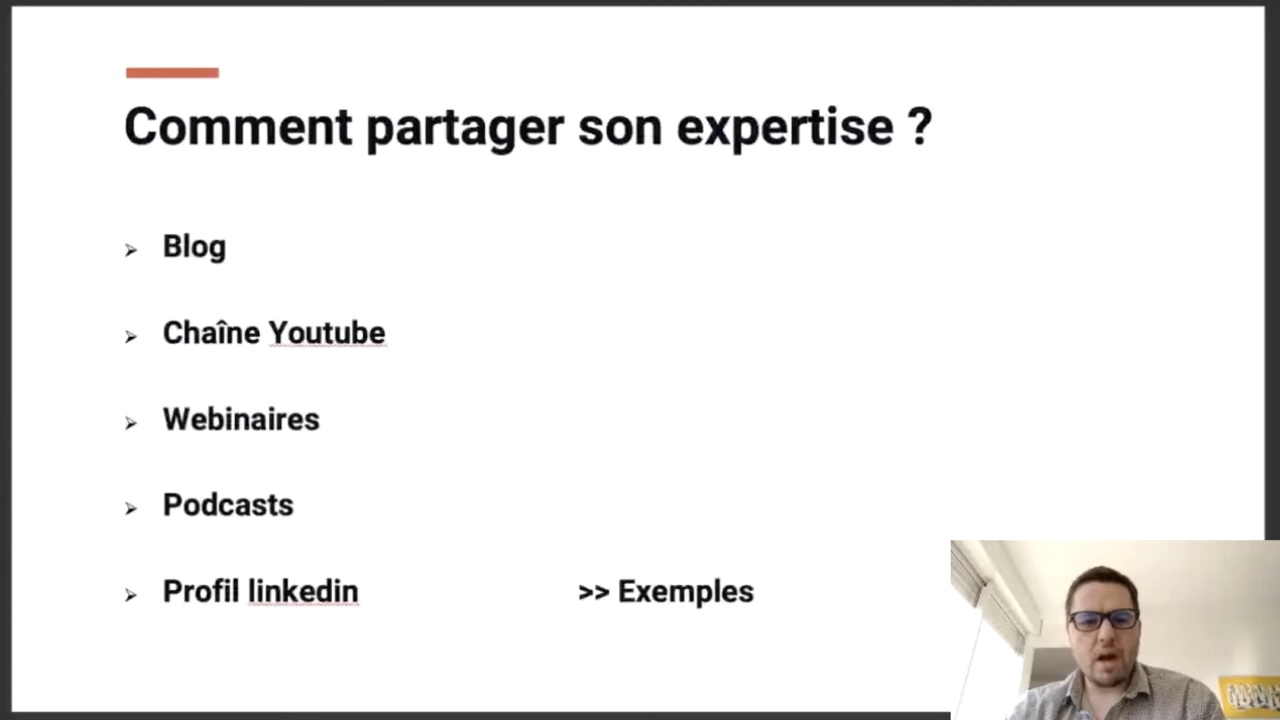 Comment partager son expertise ?
➢ Blog
➢ Chaîne Youtube
➢ Webinaires
➢ Podcasts
➢ Profil linkedin >> Exemples